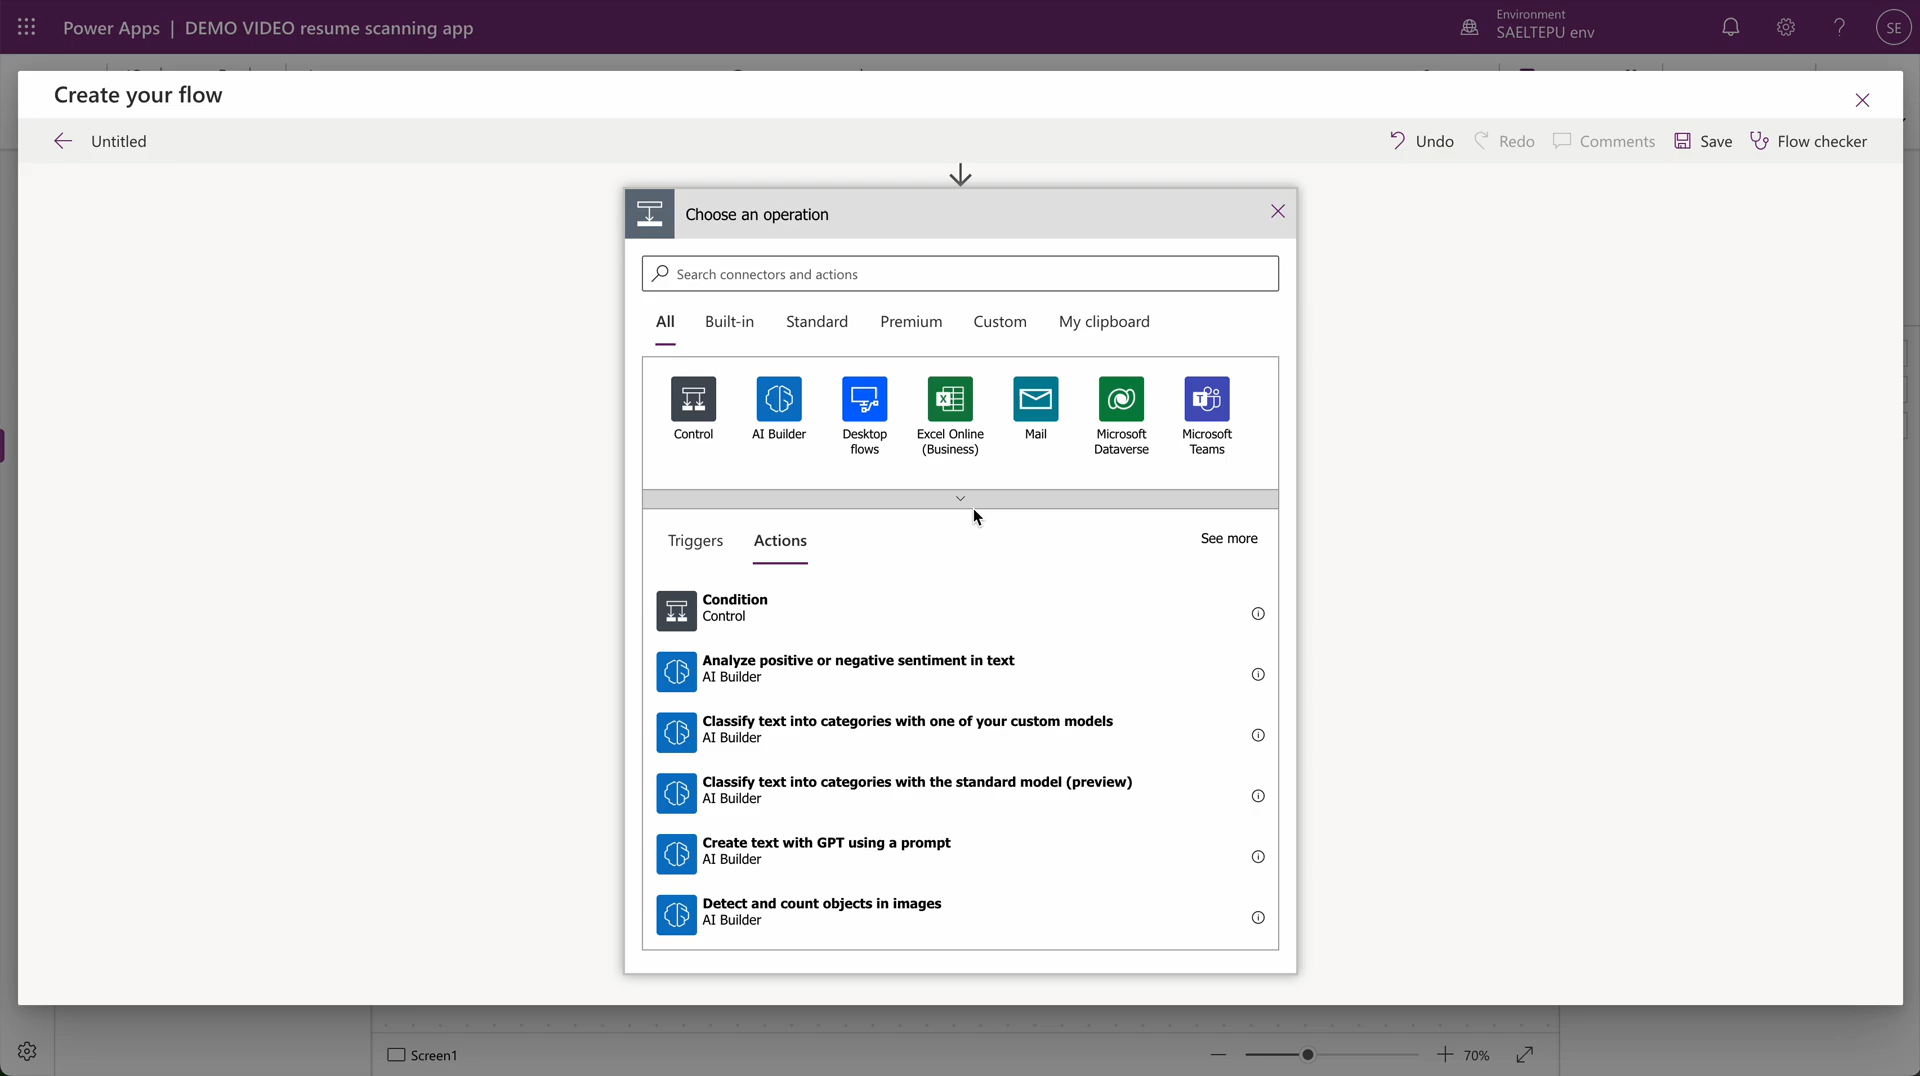 Power Apps | DEMO VIDEO resume scanning app
Environment
SAELTEPU env
SE
Create your flow
Untitled
Undo
Redo
Comments
Save
Flow checker
Choose an operation
Search connectors and actions
All
Built-in
Standard
Premium
Custom
My clipboard
Control
AI Builder
Desktop
flows
Excel Online
(Business)
Mail
Microsoft
Dataverse
Microsoft
Teams
Triggers
Actions
See more
Condition
Control
Analyze positive or negative sentiment in text
AI Builder
Classify text into categories with one of your custom models
AI Builder
Classify text into categories with the standard model (preview)
AI Builder
Create text with GPT using a prompt
AI Builder
Detect and count objects in images
AI Builder
Screen1
70%